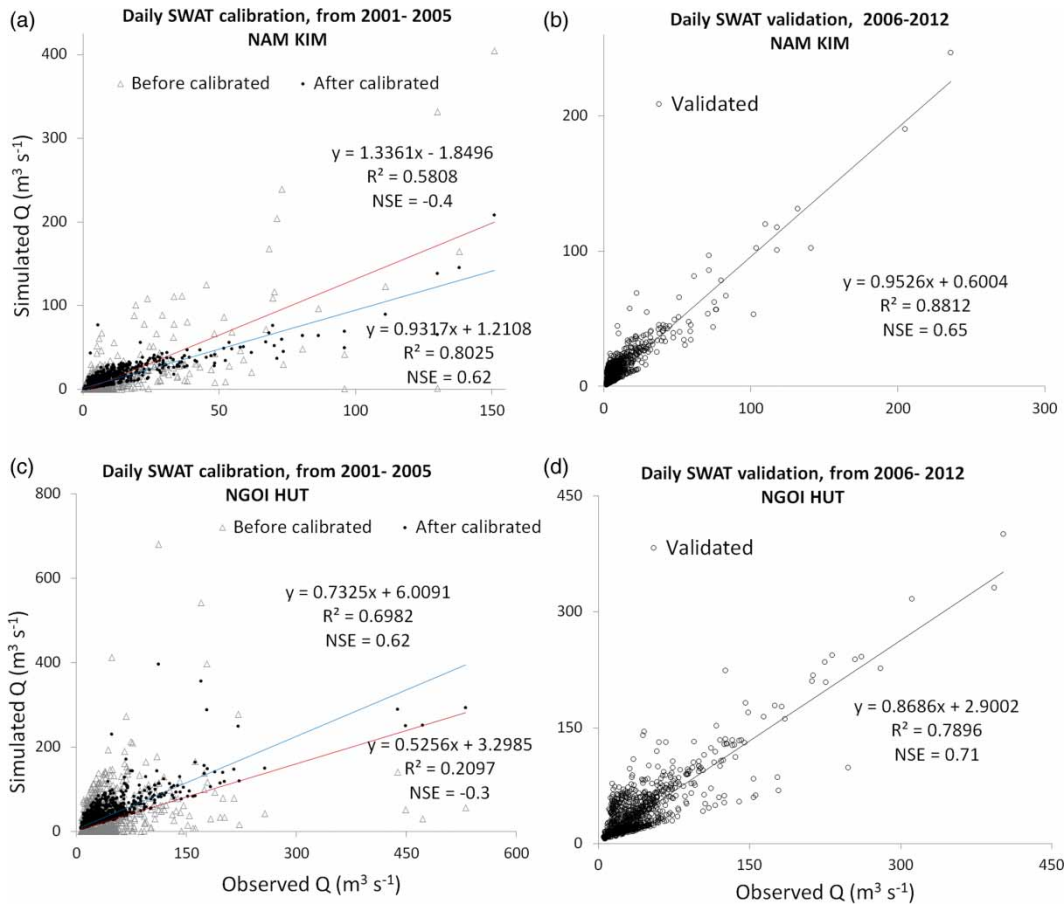 (a)
Daily SWAT calibration, from 2001- 2005
NAM KIM
Before calibrated
After calibrated
y = 1.3361x - 1.8496
R² = 0.5808
NSE = -0.4
y = 0.9317x + 1.2108
R² = 0.8025
NSE = 0.62
Simulated Q (m³ s⁻¹)
400
300
200
100
0
0
50
100
150
(b)
Daily SWAT validation, 2006-2012
NAM KIM
Validated
y = 0.9526x + 0.6004
R² = 0.8812
NSE = 0.65
200
100
0
0
100
200
300
(c)
Daily SWAT calibration, from 2001- 2005
NGOI HUT
Before calibrated
After calibrated
y = 0.7325x + 6.0091
R² = 0.6982
NSE = 0.62
y = 0.5256x + 3.2985
R² = 0.2097
NSE = -0.3
Simulated Q (m³ s⁻¹)
800
600
400
200
0
0
150
300
450
600
Observed Q (m³ s⁻¹)
(d)
Daily SWAT validation, from 2006- 2012
NGOI HUT
Validated
y = 0.8686x + 2.9002
R² = 0.7896
NSE = 0.71
450
300
150
0
0
150
300
450
Observed Q (m³ s⁻¹)